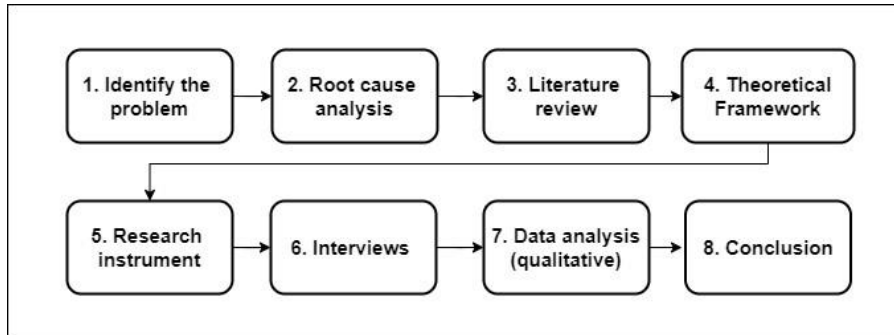 1. Identify the
problem
2. Root cause
analysis
3. Literature
review
4. Theoretical
Framework
5. Research
instrument
6. Interviews
7. Data analysis
(qualitative)
8. Conclusion